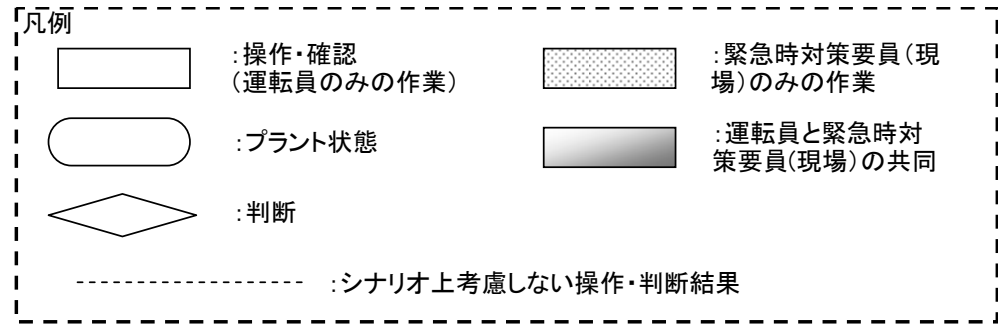 凡例
：操作・確認
（運転員のみの作業）
：プラント状態
：判断
：緊急時対策要員（現
場）のみの作業
：運転員と緊急時対
策要員(現場）の共同
：シナリオ上考慮しない操作・判断結果